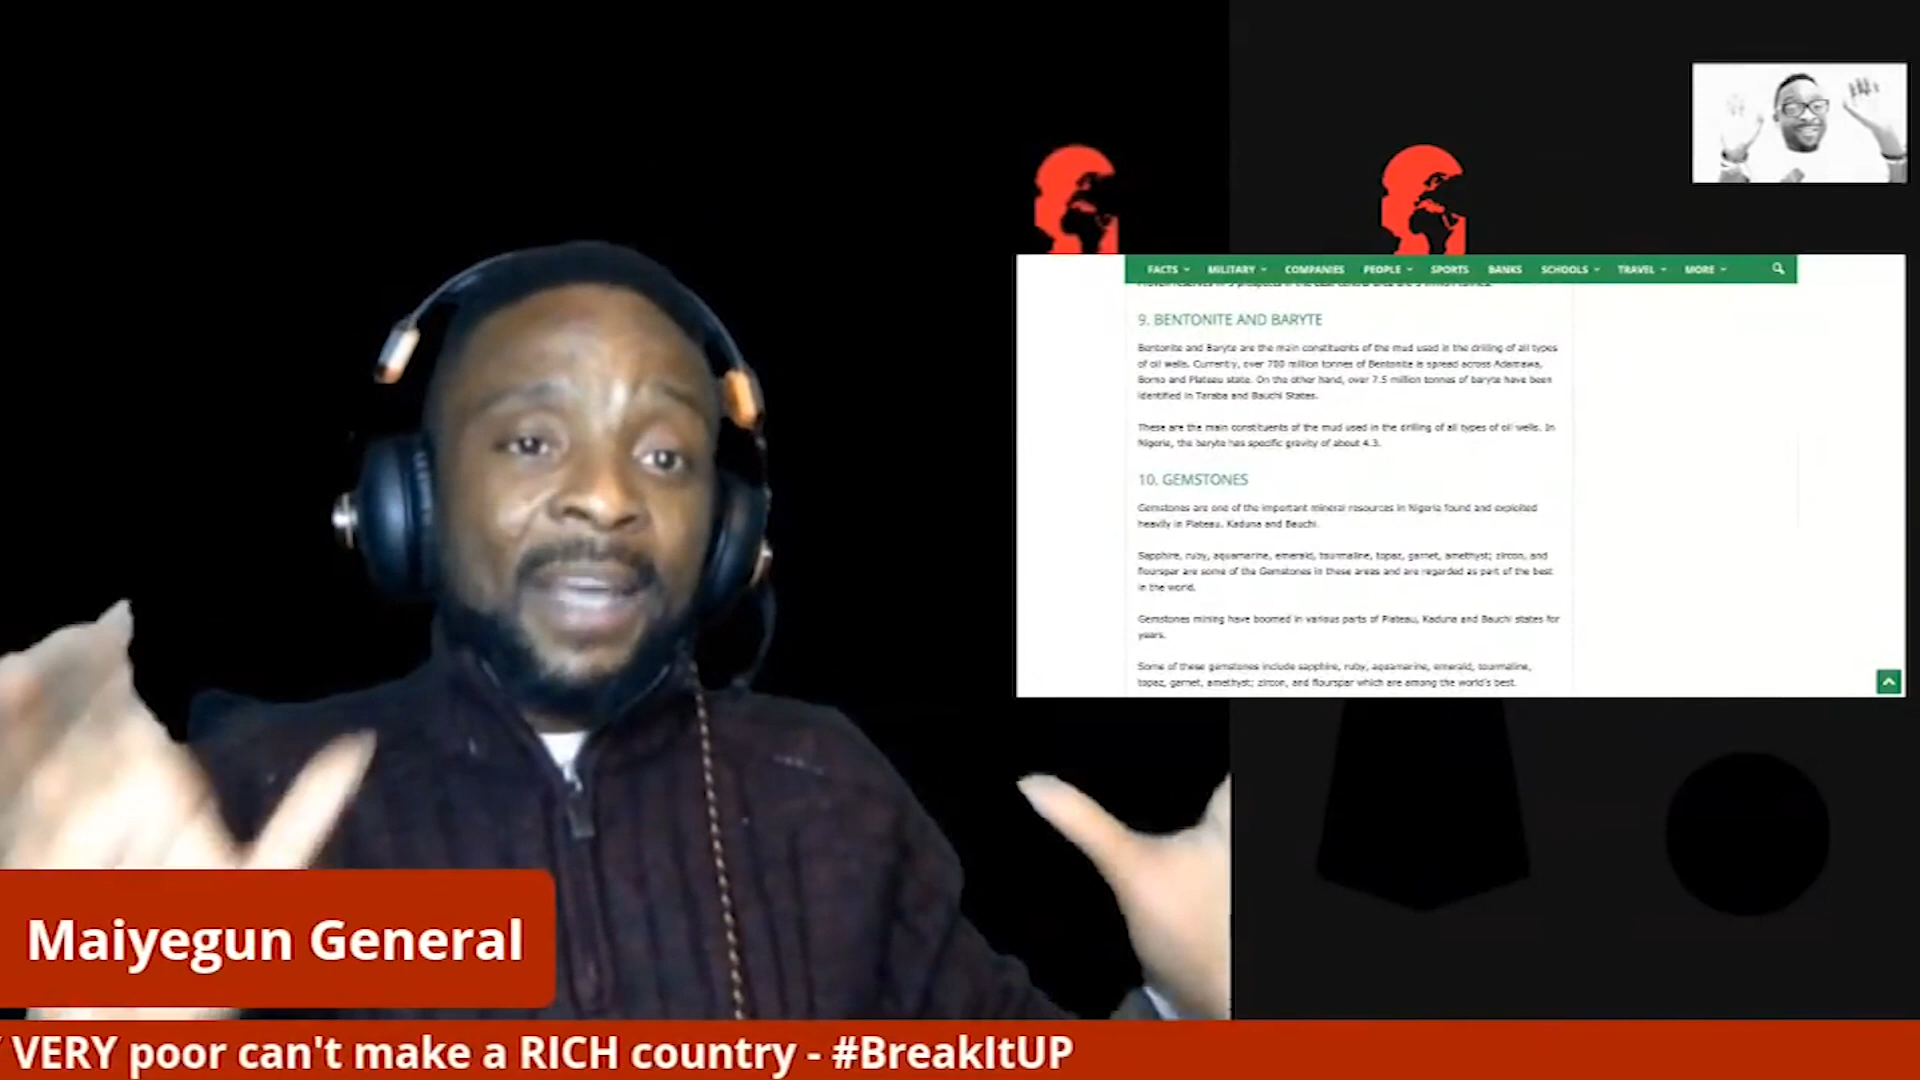 FACTS MILITARY COMPANIES PEOPLE SPORTS BANKS SCHOOLS TRAVEL MORE
9. BENTONITE AND BARYTE
Bentonite and Baryte are the main constituents of the mud used in the drilling of all types
of oil wells. Currently, over 700 million tonnes of Bentonite is spread across Adamawa,
Borno and Plateau state. On the other hand, over 7.5 million tonnes of baryte have been
identified in Taraba and Bauchi States.
These are the main constituents of the mud used in the drilling of all types of oil wells. In
Nigeria, the baryte has specific gravity of about 4.3.
10. GEMSTONES
Gemstones are one of the important mineral resources in Nigeria found and exploited
heavily in Plateau, Kaduna and Bauchi.
Sapphire, ruby, aquamarine, emerald, tourmaline, topaz, garnet, amethyst; zircon, and
flourspar are some of the Gemstones in these areas and are regarded as part of the best
in the world.
Gemstones mining have boomed in various parts of Plateau, Kaduna and Bauchi states for
years.
Some of these gemstones include sapphire, ruby, aquamarine, emerald, tourmaline,
topaz, garnet, amethyst; zircon, and flourspar which are among the world's best.
Maiyegun General
VERY poor can't make a RICH country - #BreakItUP